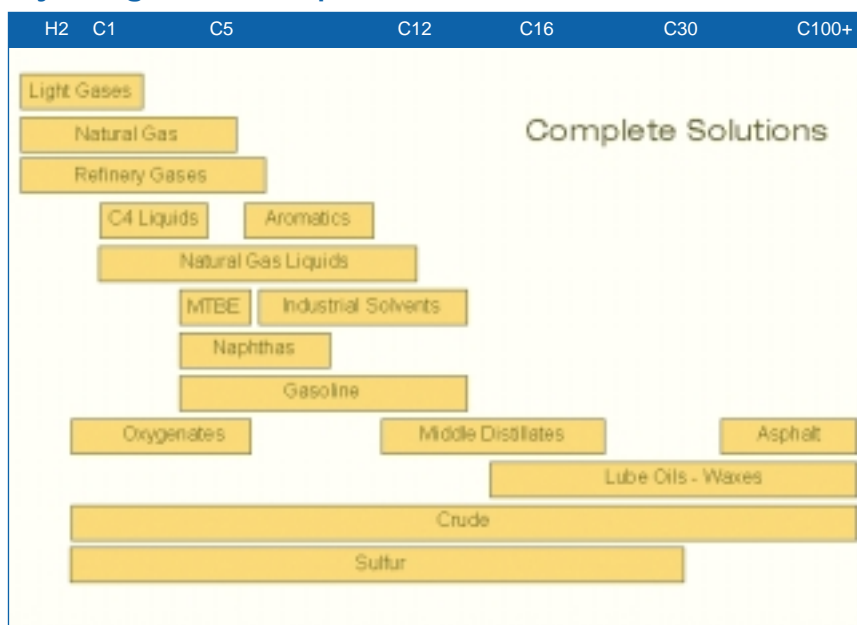 H2 C1 C5 C12 C16 C30 C100+
Light Gases
Complete Solutions
Natural Gas
Refinery Gases
C4 Liquids Aromatics
Natural Gas Liquids
MTBE Industrial Solvents
Naphthas
Gasoline
Oxygenates Middle Distillates Asphalt
Lube Oils - Waxes
Crude
Sulfur